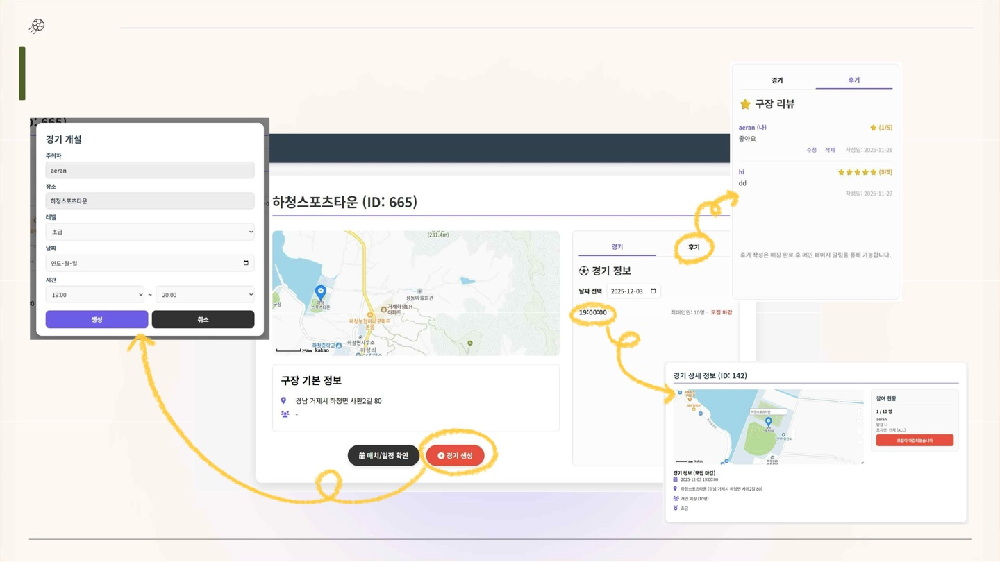 경기 개설
주최자
aeran
장소
하청스포츠타운
레벨
초급
날짜
연도-월-일
시간
19:00 ~ 20:00
생성 취소
하청스포츠타운 (ID: 665)
(231.4m)
구장
스포츠타운
성동마을회관
거제하청LH
아파트
하청농협하나로마트
본점
하청중학교
하청면사무소
하청리
250m kakao
구장 기본 정보
경남 거제시 하청면 사환2길 80
-
매치/일정 확인 경기 생성
경기 후기
경기 정보
날짜 선택 2025-12-03
19:00:00 최대인원: 10명 · 모집 마감
경기 후기
구장 리뷰
aeran (나) (1/5)
좋아요
수정 삭제 작성일: 2025-11-28
hi (5/5)
dd
작성일: 2025-11-27
후기 작성은 매칭 완료 후 메인 페이지 알림을 통해 가능합니다.
경기 상세 정보 (ID: 142)
하청스포츠타운
kakao
참여 현황
1 / 10 명
aeran
방장 나
포지션: 전체 (ALL)
모집이 마감되었습니다
경기 정보 (모집 마감)
2025-12-03 19:00:00
하청스포츠타운 (경남 거제시 하청면 사환2길 80)
개인 매칭 (10명)
초급